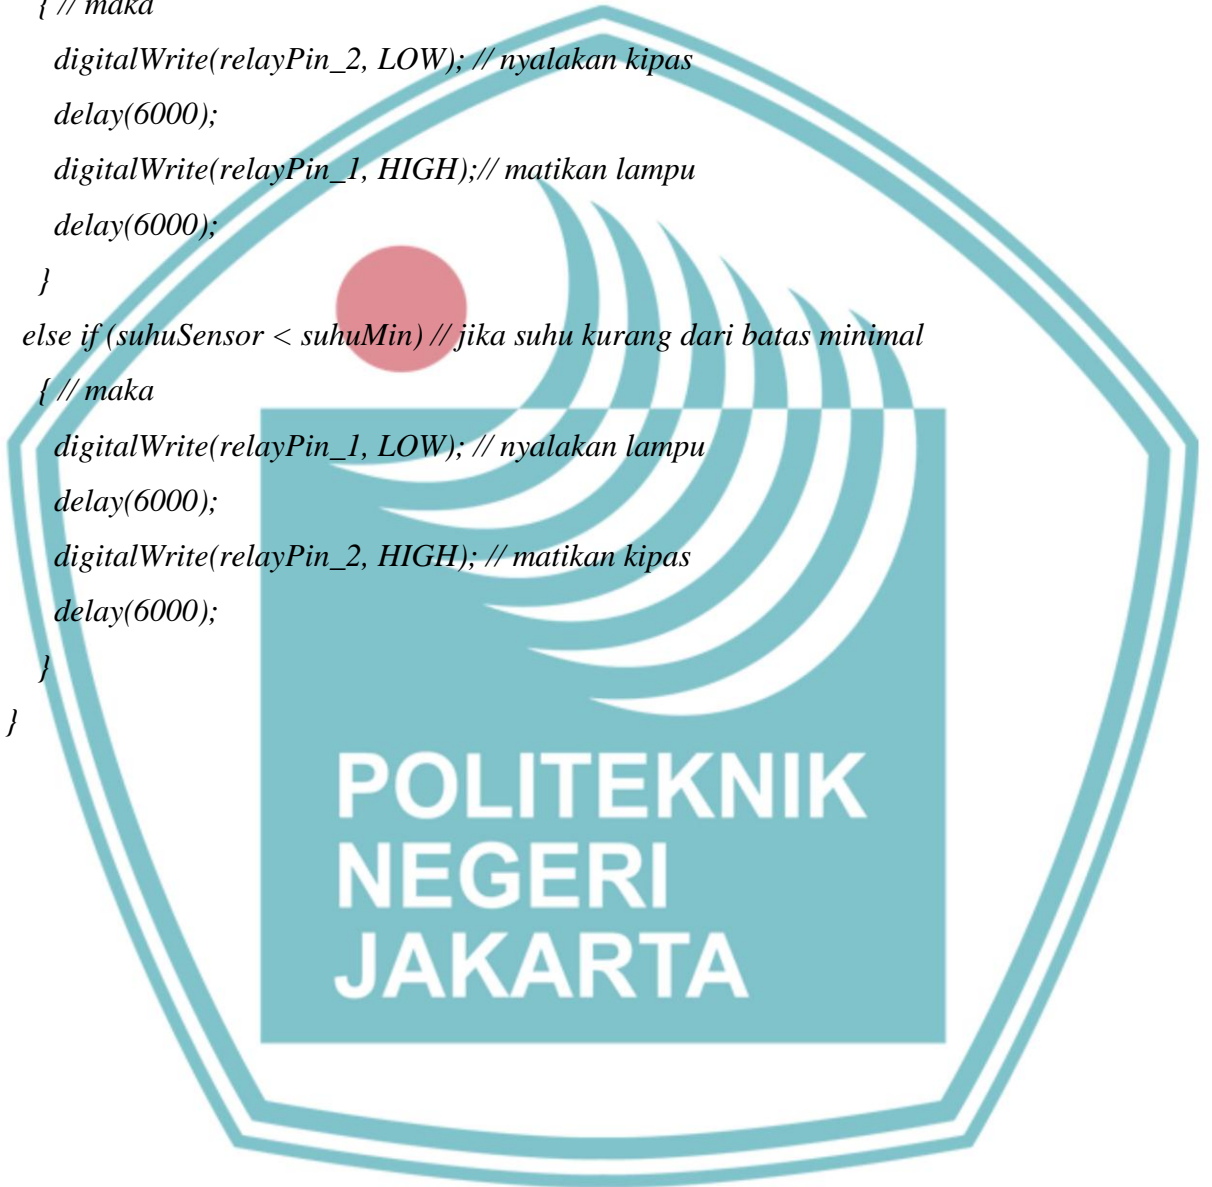 { // maka
digitalWrite(relayPin_2, LOW); // nyalakan kipas
delay(6000);
digitalWrite(relayPin_1, HIGH);// matikan lampu
delay(6000);
}
else if (suhuSensor < suhuMin) // jika suhu kurang dari batas minimal
{ // maka
digitalWrite(relayPin_1, LOW); // nyalakan lampu
delay(6000);
digitalWrite(relayPin_2, HIGH); // matikan kipas
delay(6000);
}
}
POLITEKNIK
NEGERI
JAKARTA